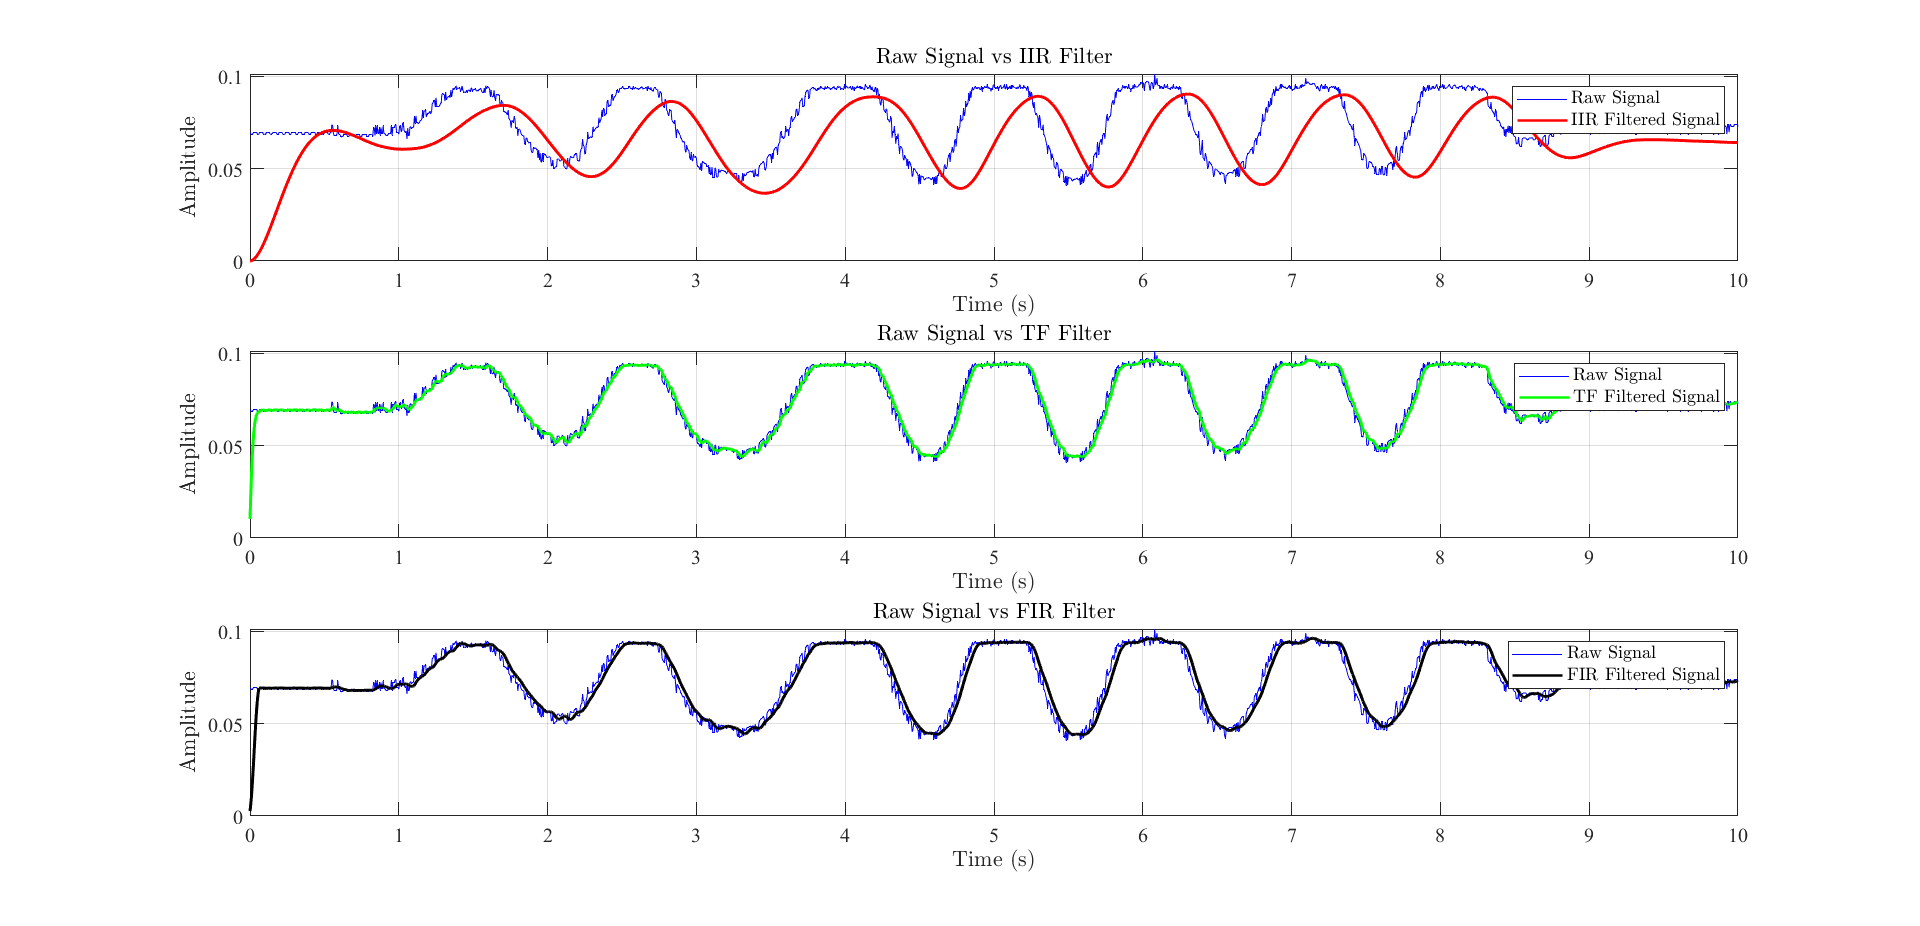 Raw Signal vs IIR Filter
Amplitude
0.1
0.05
0
Raw Signal
IIR Filtered Signal
0 1 2 3 4 5 6 7 8 9 10
Time (s)
Raw Signal vs TF Filter
Amplitude
0.1
0.05
0
Raw Signal
TF Filtered Signal
0 1 2 3 4 5 6 7 8 9 10
Time (s)
Raw Signal vs FIR Filter
Amplitude
0.1
0.05
0
Raw Signal
FIR Filtered Signal
0 1 2 3 4 5 6 7 8 9 10
Time (s)